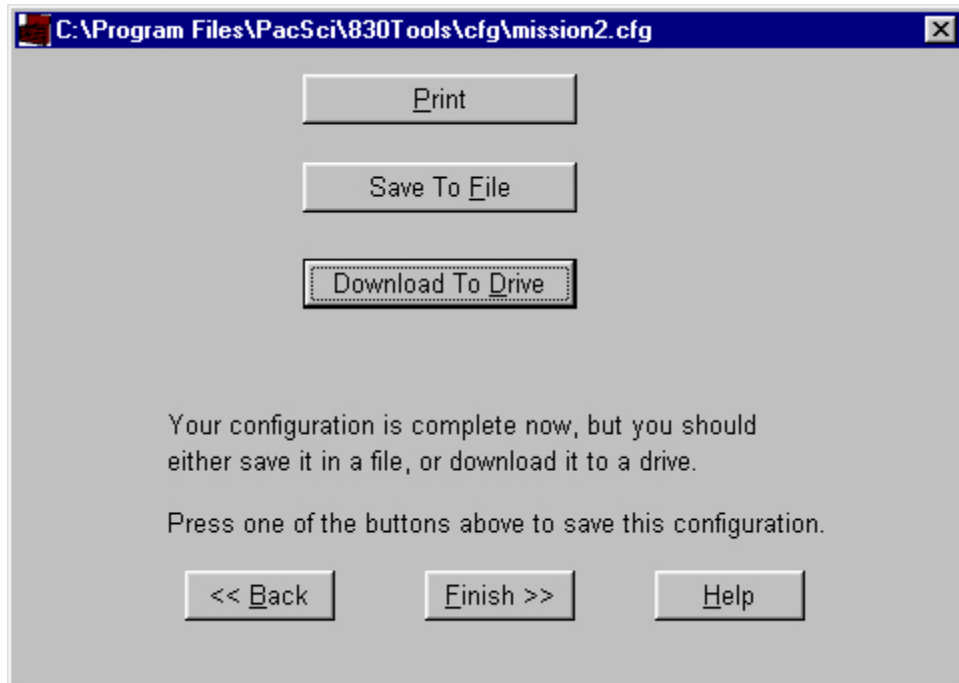 C:\Program Files\PacSci\830Tools\cfg\mission2.cfg
Print
Save To File
Download To Drive
Your configuration is complete now, but you should
either save it in a file, or download it to a drive.
Press one of the buttons above to save this configuration.
<< Back Finish >> Help